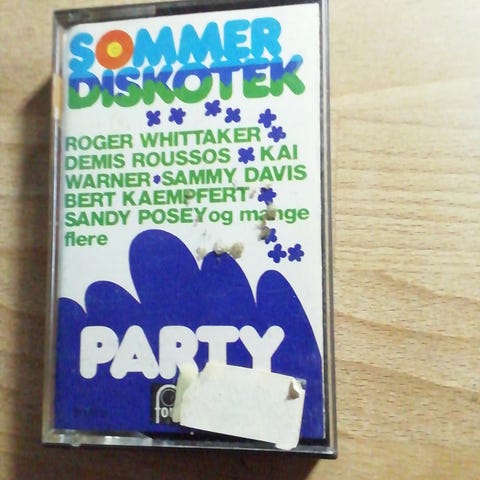 SOMMER
DISKOTEK
ROGER WHITTAKER
DEMIS ROUSSOS KAI
WARNER SAMMY DAVIS
BERT KAEMPFERT
SANDY POSEY og mange
flere
PARTY